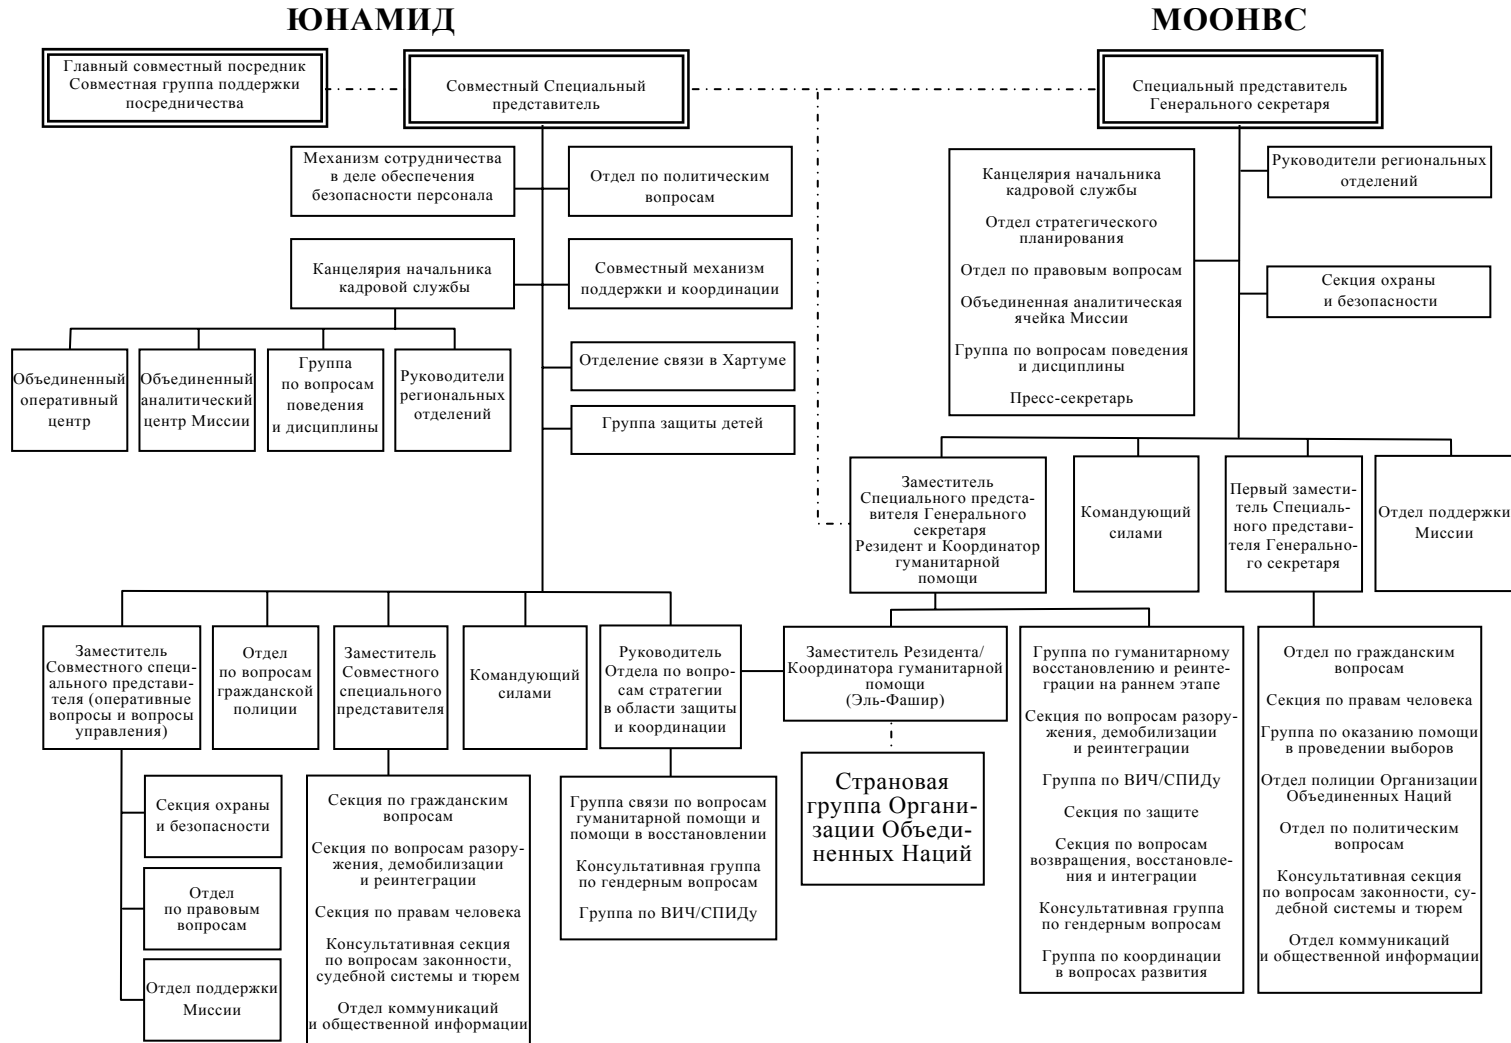 ЮНАМИД
МООНВС
Главный совместный посредник
Совместная группа поддержки
посредничества
Совместный Специальный
представитель
Специальный представитель
Генерального секретаря
Механизм сотрудничества
в деле обеспечения
безопасности персонала
Отдел по политическим
вопросам
Канцелярия начальника
кадровой службы
Отдел стратегического
планирования
Отдел по правовым вопросам
Объединенная аналитическая
ячейка Миссии
Группа по вопросам поведения
и дисциплины
Пресс-секретарь
Руководители региональных
отделений
Канцелярия начальника
кадровой службы
Совместный механизм
поддержки и координации
Секция охраны
и безопасности
Объединенный
оперативный
центр
Объединенный
аналитический
центр Миссии
Группа
по вопросам
поведения
и дисциплины
Руководители
региональных
отделений
Отделение связи в Хартуме
Группа защиты детей
Заместитель
Специального предста-
вителя Генерального
секретаря
Резидент и Координатор
гуманитарной
помощи
Командующий
силами
Первый замести-
тель Специаль-
ного представи-
теля Генерально-
го секретаря
Отдел поддержки
Миссии
Заместитель
Совместного специ-
ального представи-
теля (оперативные
вопросы и вопросы
управления)
Отдел
по вопросам
гражданской
полиции
Заместитель
Совместного
специального
представителя
Командующий
силами
Руководитель
Отдела по вопро-
сам стратегии
в области защиты
и координации
Заместитель Резидента/
Координатора гуманитарной
помощи
(Эль-Фашир)
Группа по гуманитарному
восстановлению и реинте-
грации на раннем этапе
Секция по вопросам разору-
жения, демобилизации
и реинтеграции
Группа по ВИЧ/СПИДу
Секция по защите
Секция по вопросам
возвращения, восстановле-
ния и интеграции
Консультативная группа
по гендерным вопросам
Группа по координации
в вопросах развития
Отдел по гражданским
вопросам
Секция по правам человека
Группа по оказанию помощи
в проведении выборов
Отдел полиции Организации
Объединенных Наций
Отдел по политическим
вопросам
Консультативная секция
по вопросам законности, су-
дебной системы и тюрем
Отдел коммуникаций
и общественной информации
Секция охраны
и безопасности
Отдел
по правовым
вопросам
Отдел поддержки
Миссии
Секция по гражданским
вопросам
Секция по вопросам разору-
жения, демобилизации
и реинтеграции
Секция по правам человека
Консультативная секция
по вопросам законности,
судебной системы и тюрем
Отдел коммуникаций
и общественной информации
Группа связи по вопросам
гуманитарной помощи и
помощи в восстановлении
Консультативная группа
по гендерным вопросам
Группа по ВИЧ/СПИДу
Страновая
группа Органи-
зации Объеди-
ненных Наций